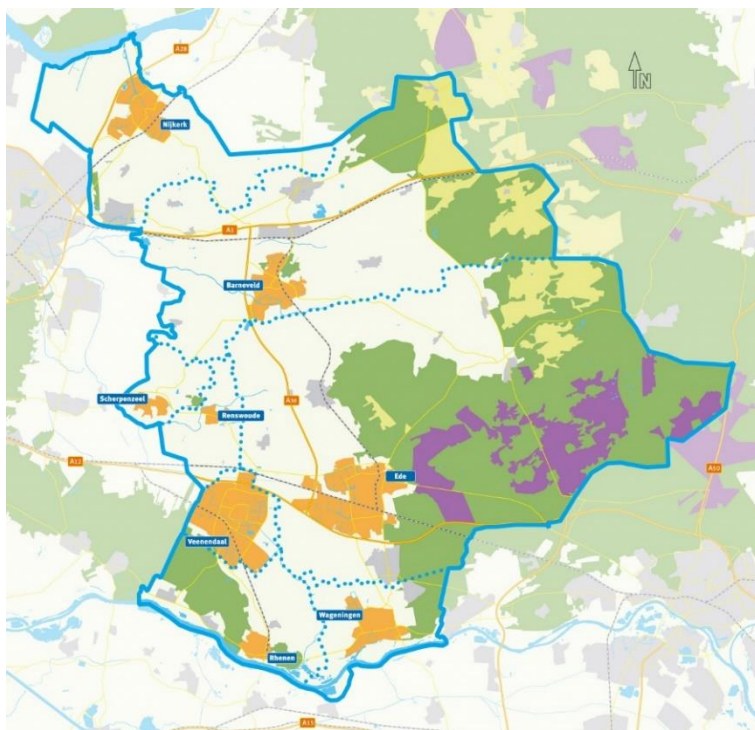 A28
N
Nijkerk
A1
Barneveld
A30
Scherpenzeel
Renswoude
A12
A50
Ede
Veenendaal
Wageningen
Rhenen
A15